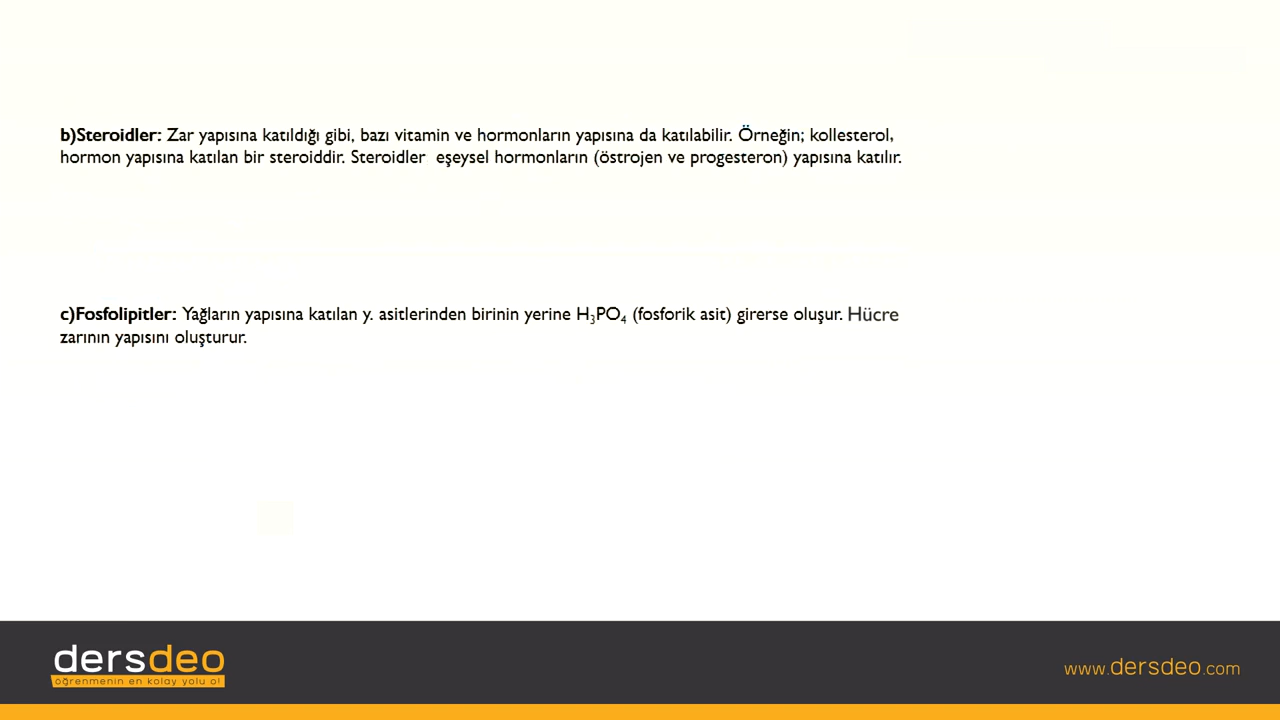 b)Steroidler: Zar yapısına katıldığı gibi, bazı vitamin ve hormonların yapısına da katılabilir. Örneğin; kollesterol,
hormon yapısına katılan bir steroiddir. Steroidler eşeysel hormonların (östrojen ve progesteron) yapısına katılır.
c)Fosfolipitler: Yağların yapısına katılan y. asitlerinden birinin yerine H₃PO₄ (fosforik asit) girerse oluşur. Hücre
zarının yapısını oluşturur.
dersdeo
öğrenmenin en kolay yolu o!
www.dersdeo.com